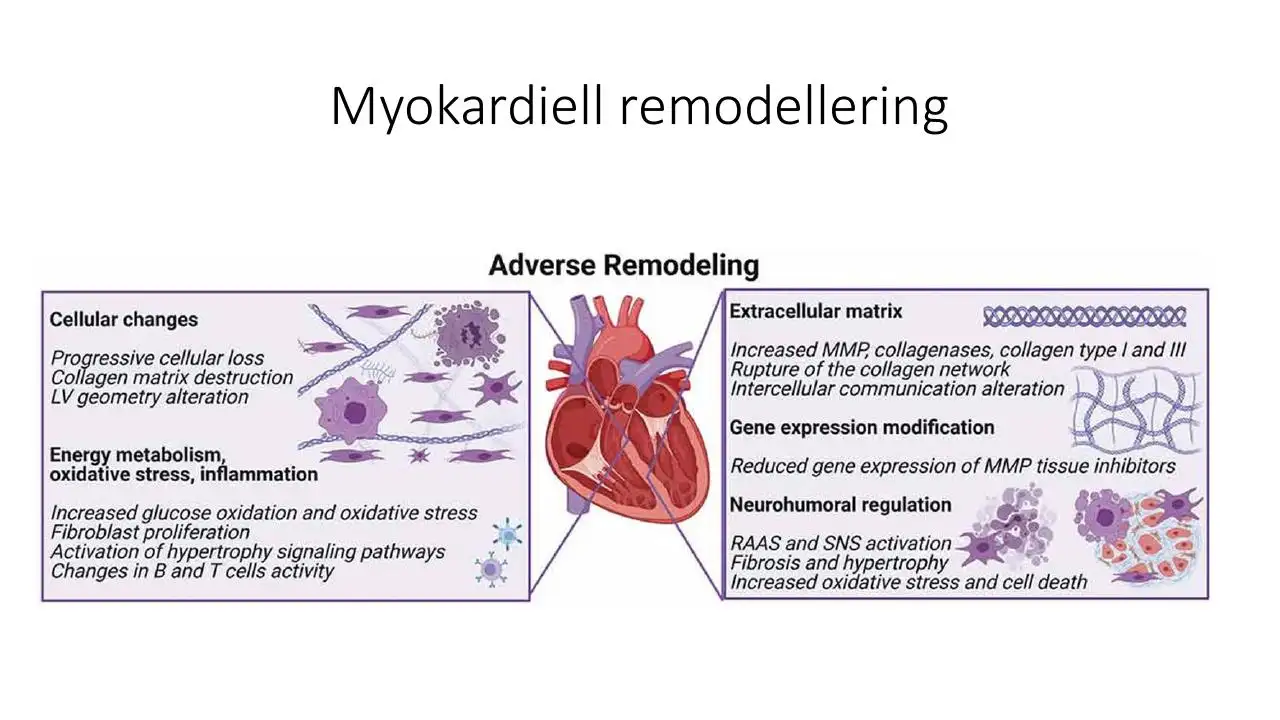 Myokardiell remodellering
Adverse Remodeling
Cellular changes
Progressive cellular loss
Collagen matrix destruction
LV geometry alteration
Energy metabolism,
oxidative stress, inflammation
Increased glucose oxidation and oxidative stress
Fibroblast proliferation
Activation of hypertrophy signaling pathways
Changes in B and T cells activity
Extracellular matrix
Increased MMP, collagenases, collagen type I and III
Rupture of the collagen network
Intercellular communication alteration
Gene expression modification
Reduced gene expression of MMP tissue inhibitors
Neurohumoral regulation
RAAS and SNS activation
Fibrosis and hypertrophy
Increased oxidative stress and cell death